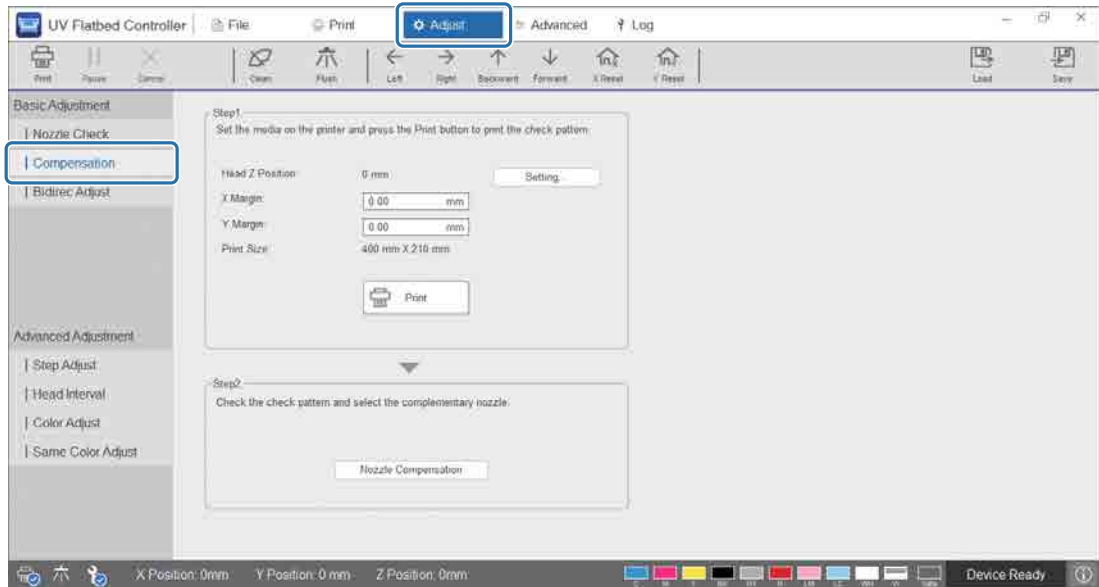 UV Flatbed Controller File Print Adjust Advanced Log
Print Pause Cancel Clean Flush Left Right Backward Forward X Reset Y Reset Load Save
Basic Adjustment
Nozzle Check
Compensation
Bidirec Adjust
Advanced Adjustment
Step Adjust
Head Interval
Color Adjust
Same Color Adjust
Step1
Set the media on the printer and press the Print button to print the check pattern.
Head Z Position: 0 mm Setting...
X Margin: 0.00 mm
Y Margin: 0.00 mm
Print Size: 400 mm X 210 mm
Print
Step2
Check the check pattern and select the complementary nozzle.
Nozzle Compensation
X Position: 0mm Y Position: 0 mm Z Position: 0mm C M Y BK GY R LM LC WH Device Ready